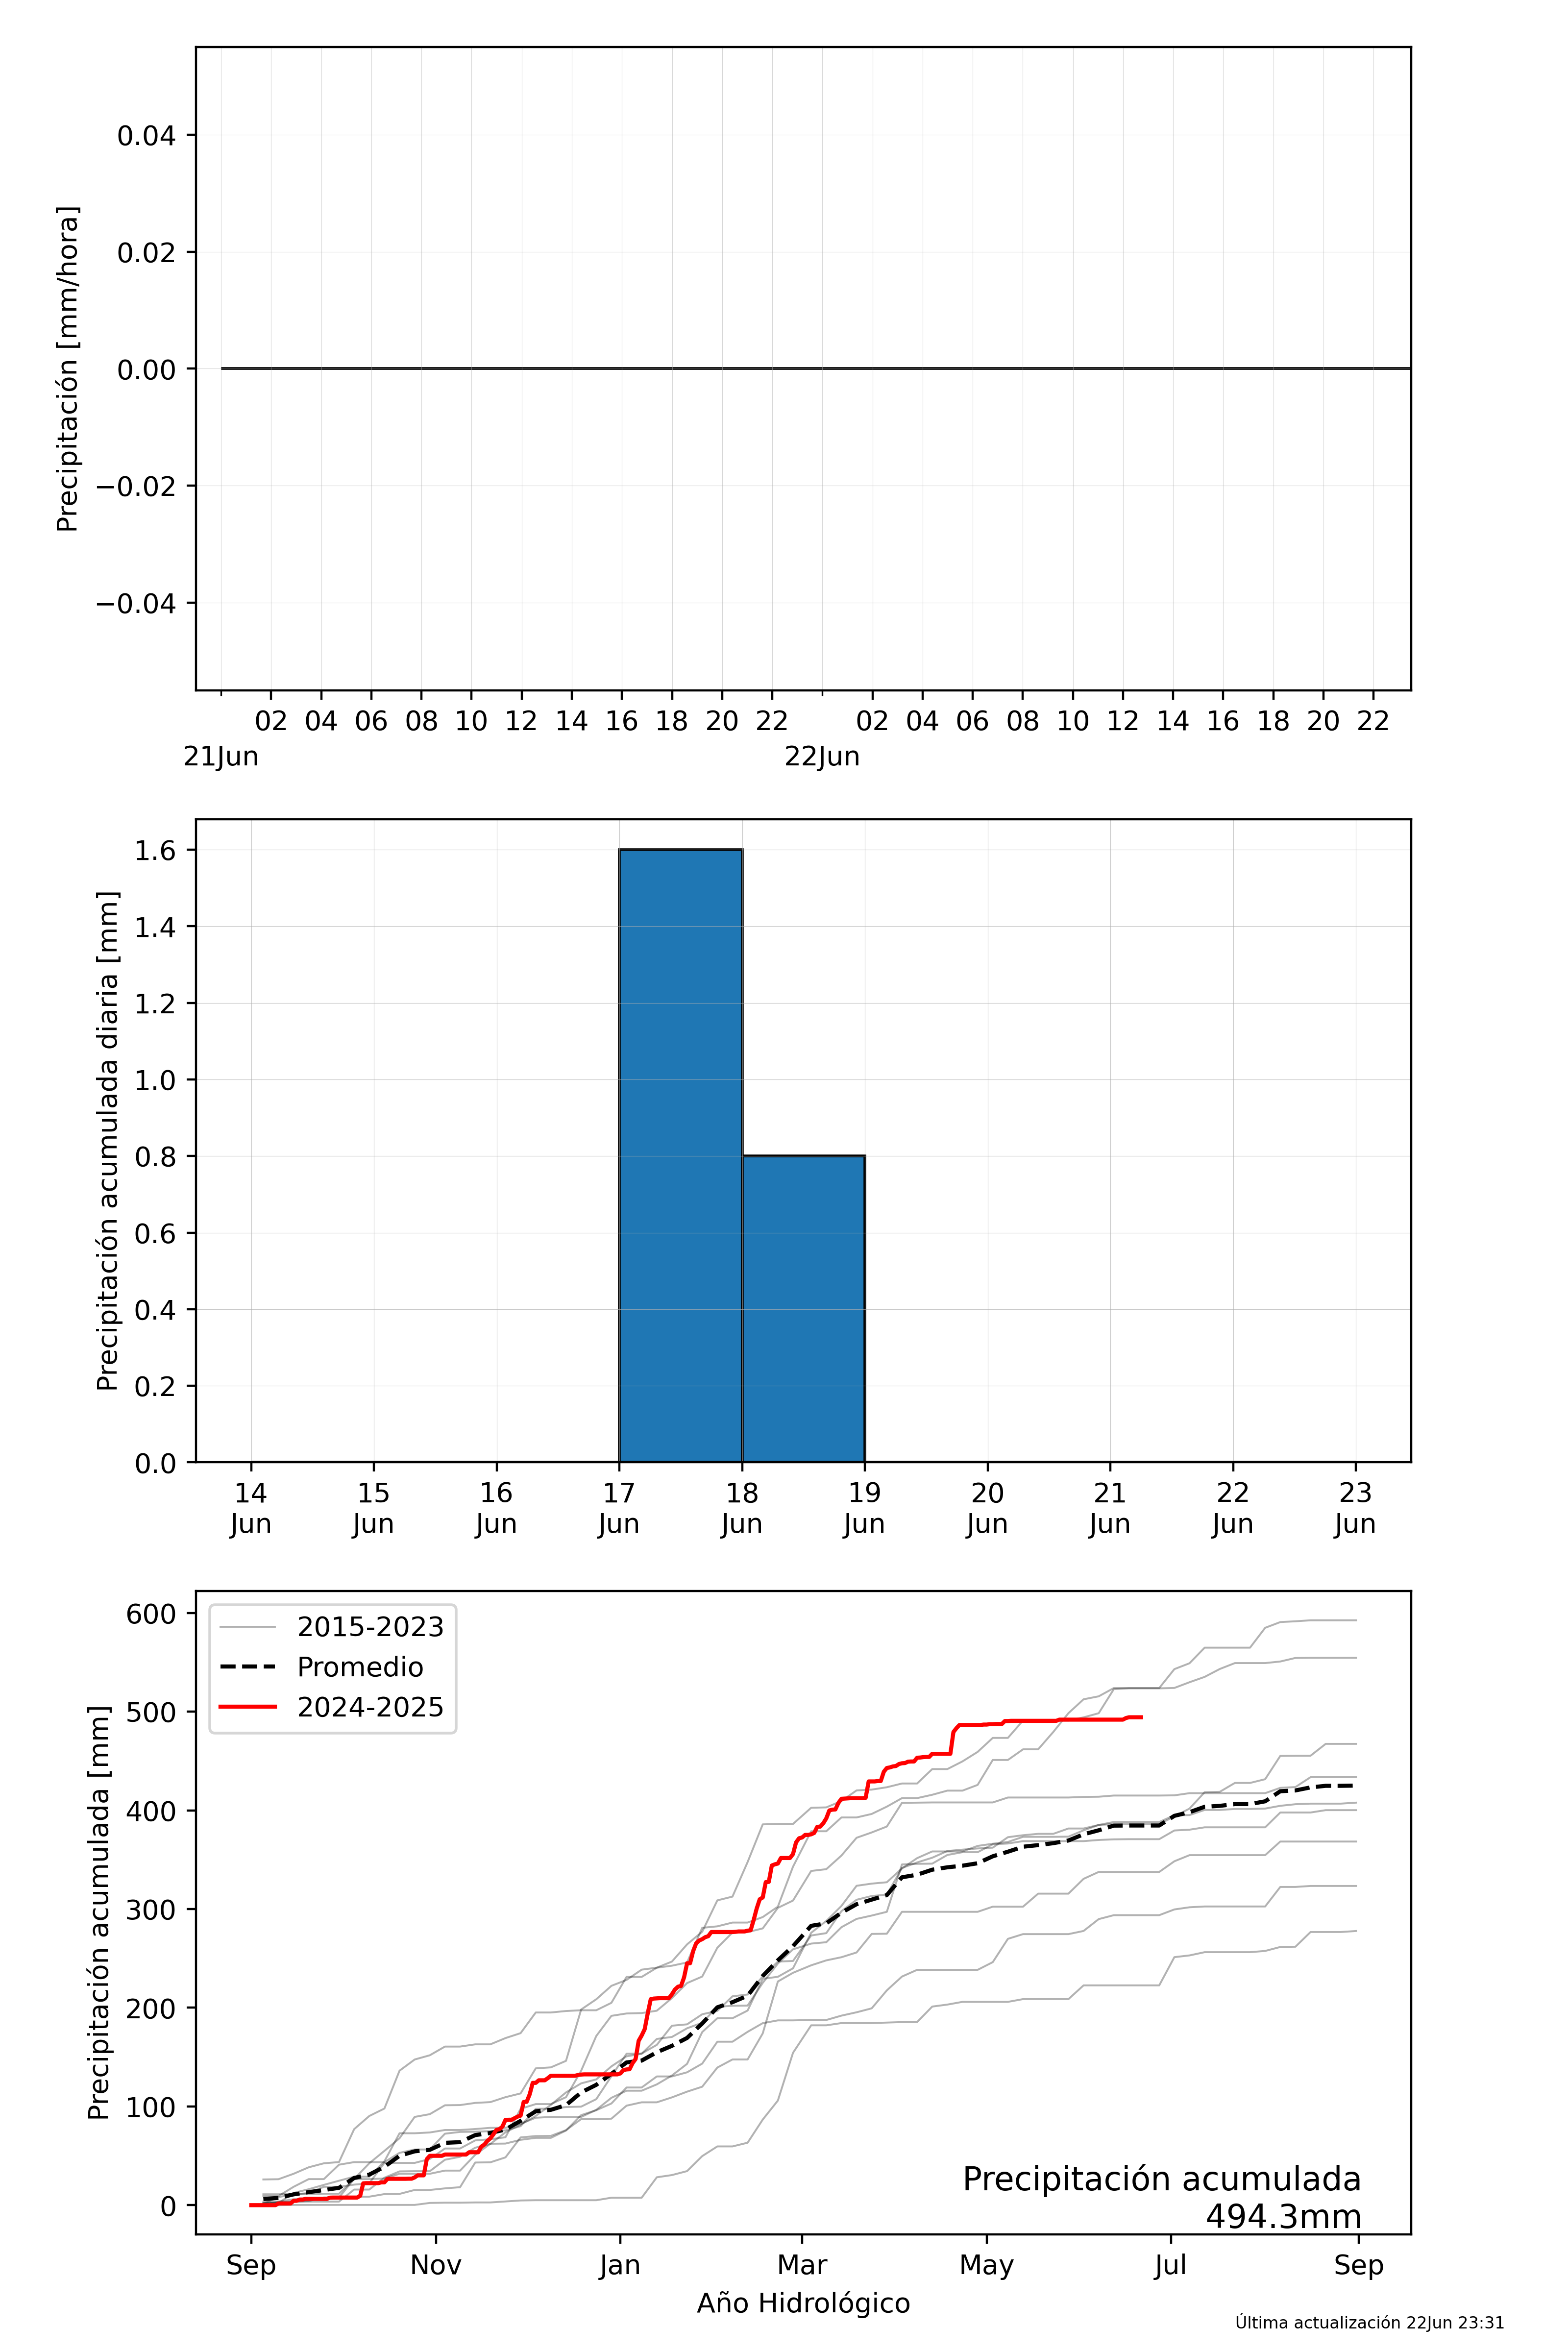 Precipitación [mm/hora]
0.04
0.02
0.00
−0.02
−0.04
02 04 06 08 10 12 14 16 18 20 22 02 04 06 08 10 12 14 16 18 20 22
21Jun 22Jun
Precipitación acumulada diaria [mm]
1.6
1.4
1.2
1.0
0.8
0.6
0.4
0.2
0.0
14 15 16 17 18 19 20 21 22 23
Jun Jun Jun Jun Jun Jun Jun Jun Jun Jun
Precipitación acumulada [mm]
600
500
400
300
200
100
0
2015-2023
Promedio
2024-2025
Precipitación acumulada
494.3mm
Sep Nov Jan Mar May Jul Sep
Año Hidrológico
Última actualización 22Jun 23:31